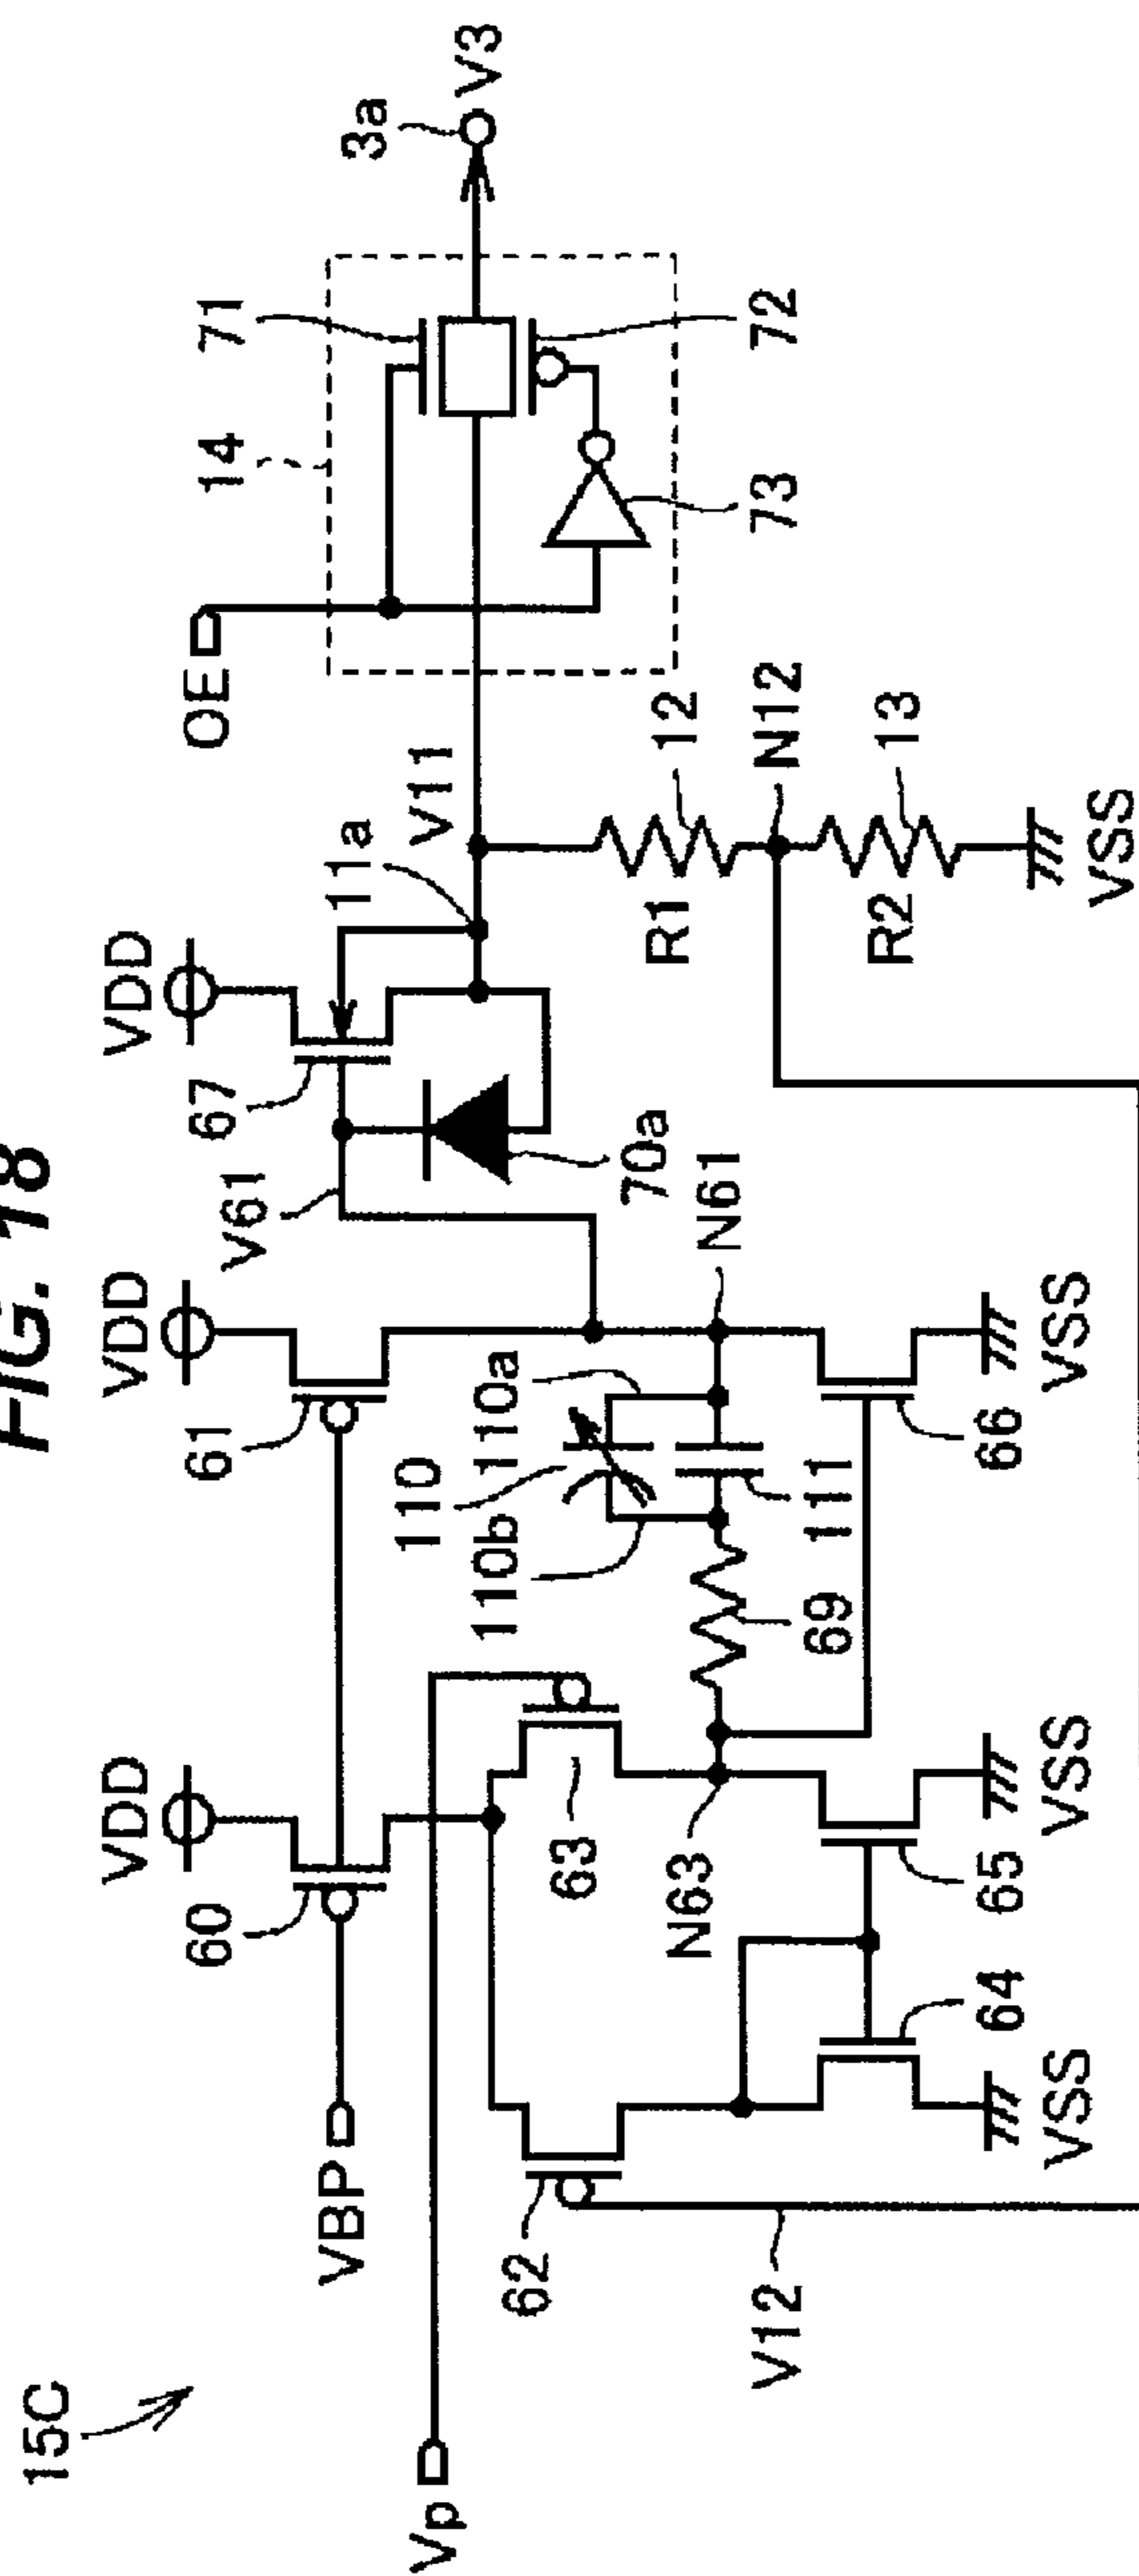 FIG. 18
15C
VDD
VDD
VDD
OE
14
71
3a
V3
60
61
V61
67
11a
V11
VBP
Vp
110
110b
110a
70a
72
73
62
63
N63
69
111
N61
R1
12
N12
V12
64
65
66
R2
13
VSS
VSS
VSS
VSS